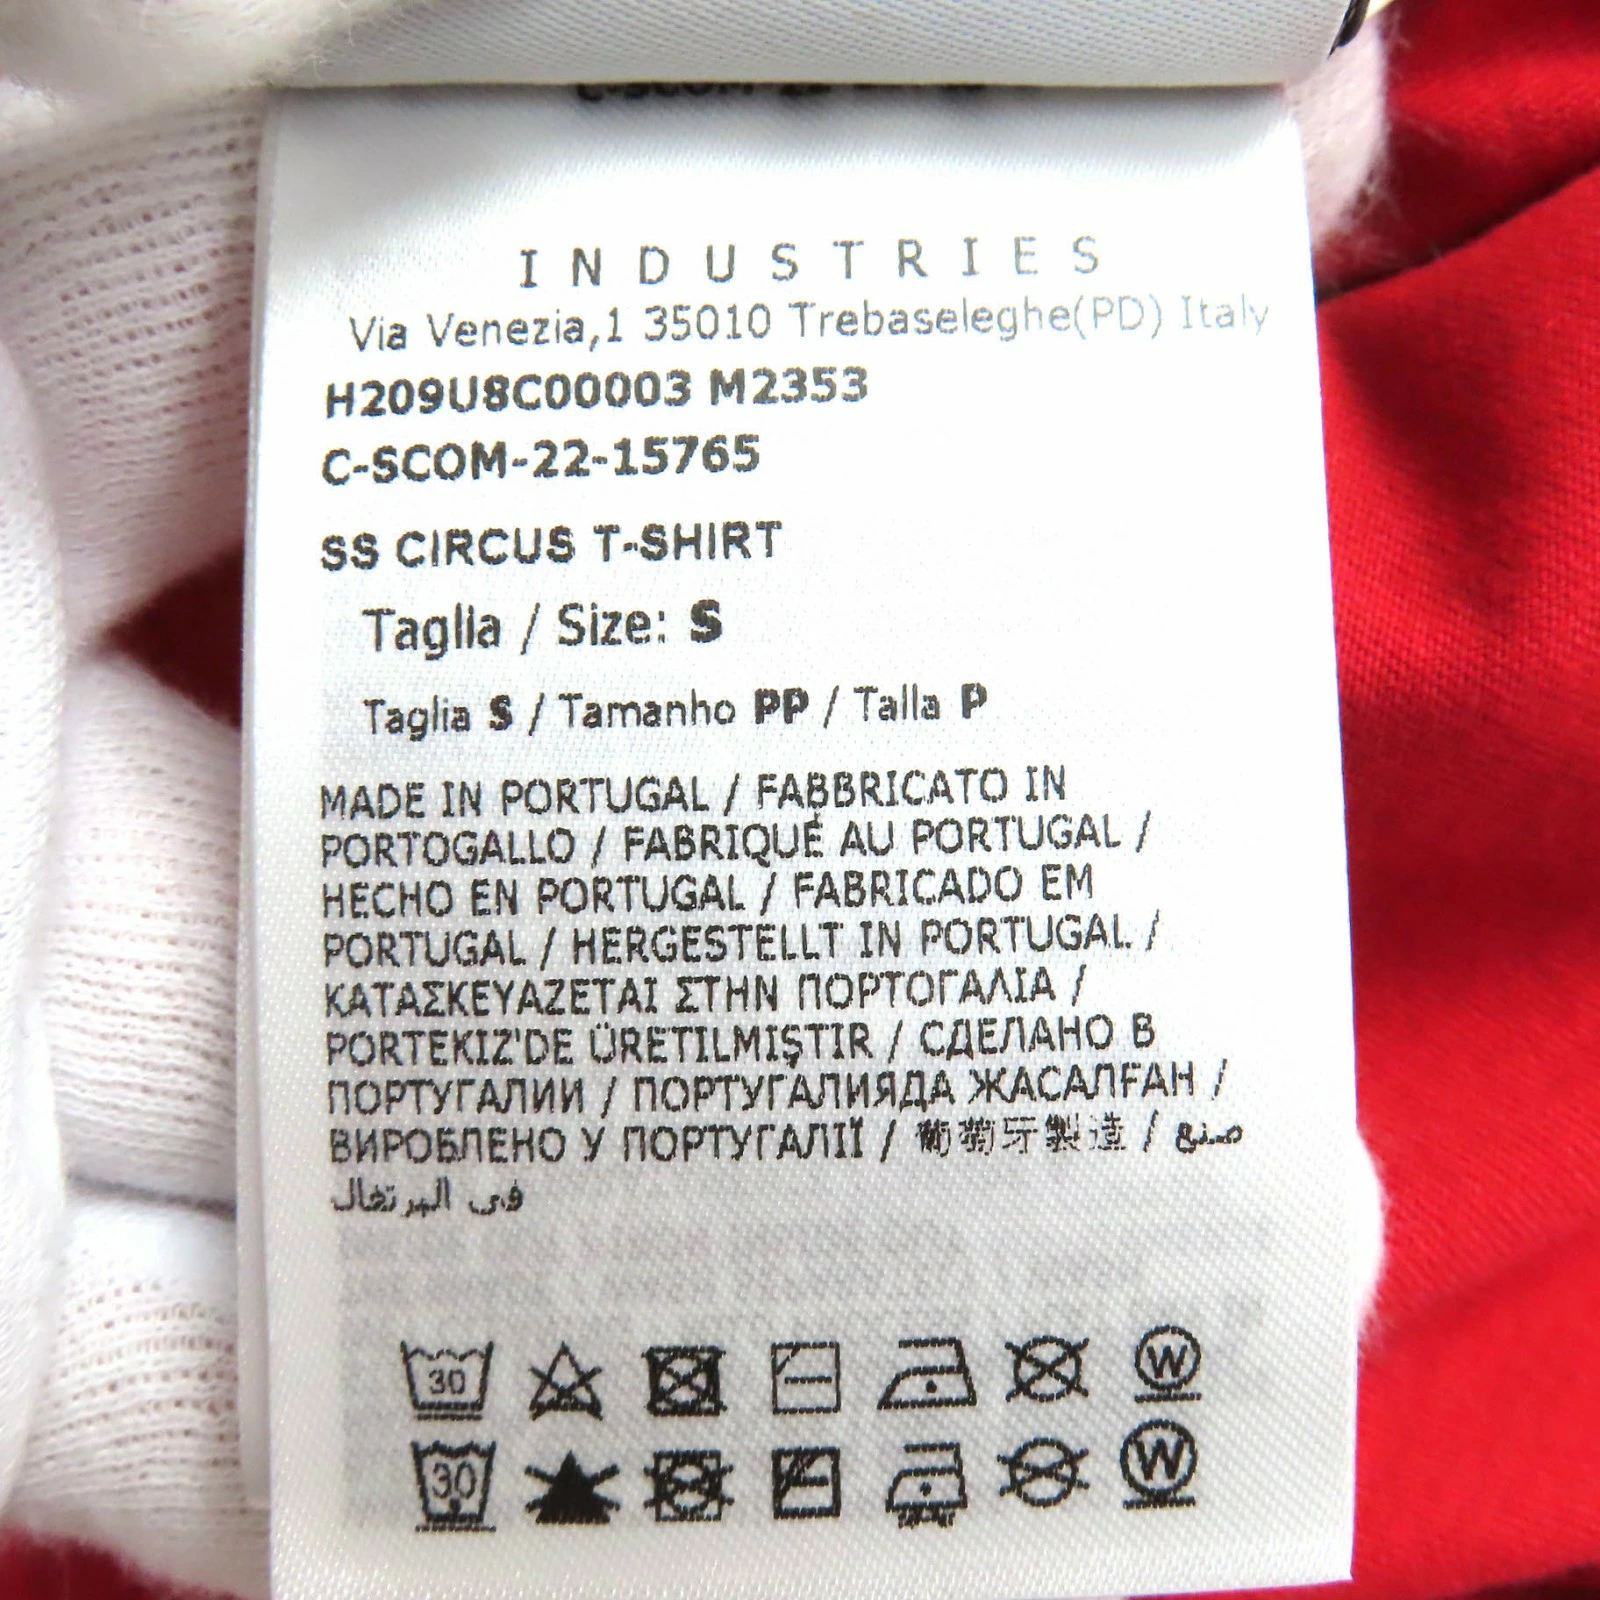 INDUSTRIES
Via Venezia,1 35010 Trebaseleghe(PD) Italy
H209U8C00003 M2353
C-SCOM-22-15765
SS CIRCUS T-SHIRT
Taglia / Size: S
Taglia S / Tamanho PP / Talla P
MADE IN PORTUGAL / FABBRICATO IN
PORTOGALLO / FABRIQUÉ AU PORTUGAL /
HECHO EN PORTUGAL / FABRICADO EM
PORTUGAL / HERGESTELLT IN PORTUGAL /
ΚΑΤΑΣΚΕΥΑΖΕΤΑΙ ΣΤΗΝ ΠΟΡΤΟΓΑΛΙΑ /
PORTEKIZ'DE ÜRETILMIŞTIR / СДЕЛАНО В
ПОРТУГАЛИИ / ПОРТУГАЛИЯДА ЖАСАЛҒАН /
ВИРОБЛЕНО У ПОРТУГАЛІЇ / 葡萄牙製造 / صنع
في البرتغال
30 W
30 W